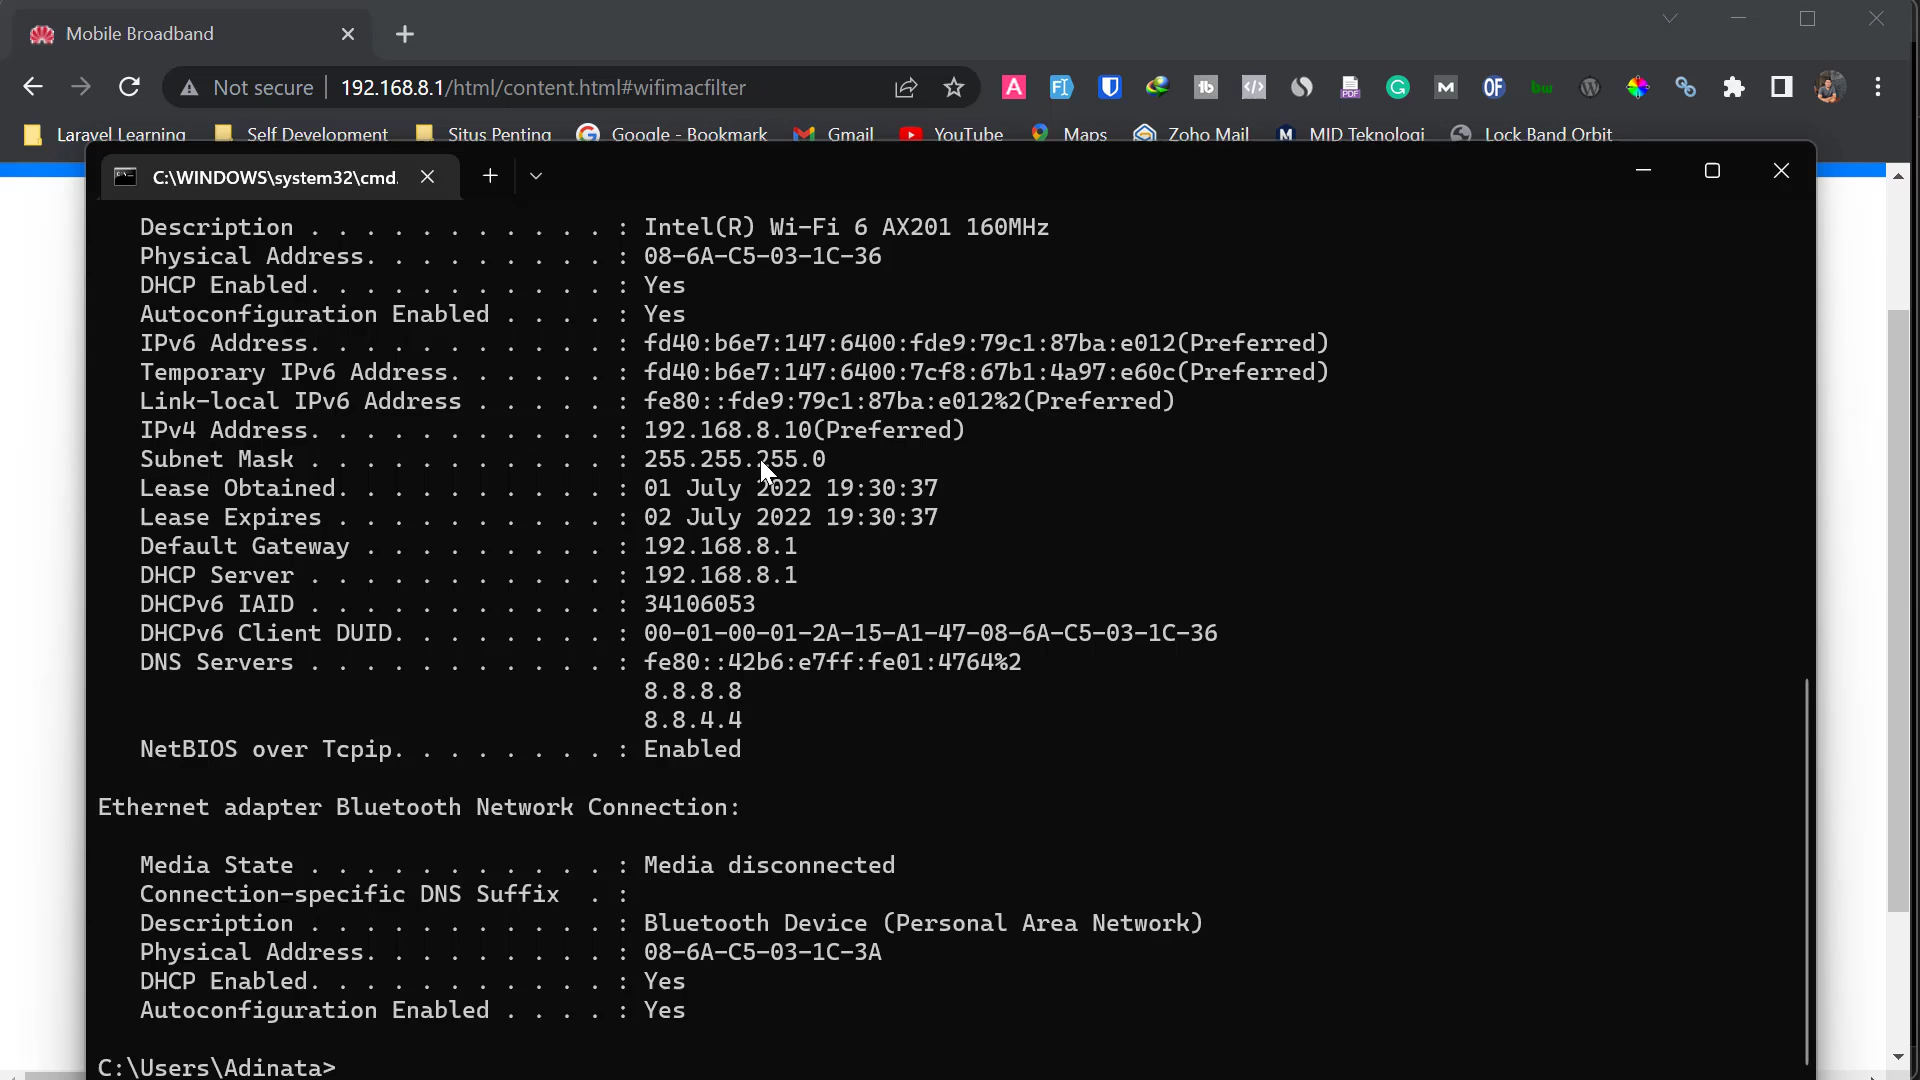 Mobile Broadband
Not secure | 192.168.8.1/html/content.html#wifimacfilter
Laravel Learning Self Development Situs Penting Google - Bookmark Gmail YouTube Maps Zoho Mail MID Teknologi Lock Band Orbit
C:\WINDOWS\system32\cmd.
Description . . . . . . . . . . . : Intel(R) Wi-Fi 6 AX201 160MHz
Physical Address. . . . . . . . . : 08-6A-C5-03-1C-36
DHCP Enabled. . . . . . . . . . . : Yes
Autoconfiguration Enabled . . . . : Yes
IPv6 Address. . . . . . . . . . . : fd40:b6e7:147:6400:fde9:79c1:87ba:e012(Preferred)
Temporary IPv6 Address. . . . . . : fd40:b6e7:147:6400:7cf8:67b1:4a97:e60c(Preferred)
Link-local IPv6 Address . . . . . : fe80::fde9:79c1:87ba:e012%2(Preferred)
IPv4 Address. . . . . . . . . . . : 192.168.8.10(Preferred)
Subnet Mask . . . . . . . . . . . : 255.255.255.0
Lease Obtained. . . . . . . . . . : 01 July 2022 19:30:37
Lease Expires . . . . . . . . . . : 02 July 2022 19:30:37
Default Gateway . . . . . . . . . : 192.168.8.1
DHCP Server . . . . . . . . . . . : 192.168.8.1
DHCPv6 IAID . . . . . . . . . . . : 34106053
DHCPv6 Client DUID. . . . . . . . : 00-01-00-01-2A-15-A1-47-08-6A-C5-03-1C-36
DNS Servers . . . . . . . . . . . : fe80::42b6:e7ff:fe01:4764%2
8.8.8.8
8.8.4.4
NetBIOS over Tcpip. . . . . . . . : Enabled
Ethernet adapter Bluetooth Network Connection:
Media State . . . . . . . . . . . : Media disconnected
Connection-specific DNS Suffix  . :
Description . . . . . . . . . . . : Bluetooth Device (Personal Area Network)
Physical Address. . . . . . . . . : 08-6A-C5-03-1C-3A
DHCP Enabled. . . . . . . . . . . : Yes
Autoconfiguration Enabled . . . . : Yes
C:\Users\Adinata>